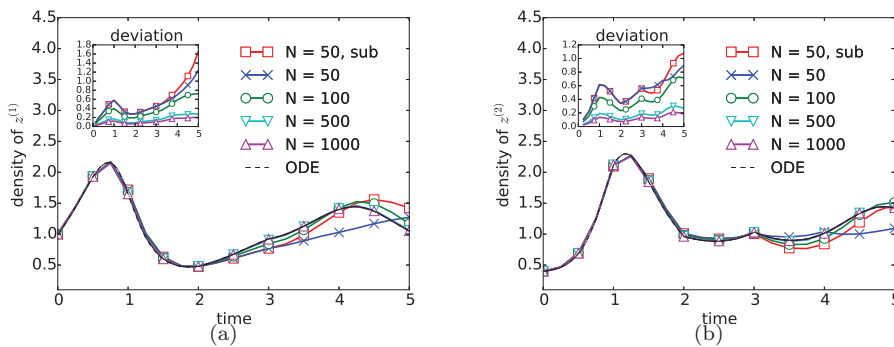 deviation
1.8
1.6
1.4
1.2
1.0
0.8
0.6
0.4
0.2
0.0
0 1 2 3 4 5
N = 50, sub
N = 50
N = 100
N = 500
N = 1000
ODE
4.5
4.0
3.5
3.0
2.5
2.0
1.5
1.0
0.5
density of z(1)
0 1 2 3 4 5
time
(a)
deviation
1.2
1.0
0.8
0.6
0.4
0.2
0.0
0 1 2 3 4 5
N = 50, sub
N = 50
N = 100
N = 500
N = 1000
ODE
4.5
4.0
3.5
3.0
2.5
2.0
1.5
1.0
0.5
density of z(2)
0 1 2 3 4 5
time
(b)